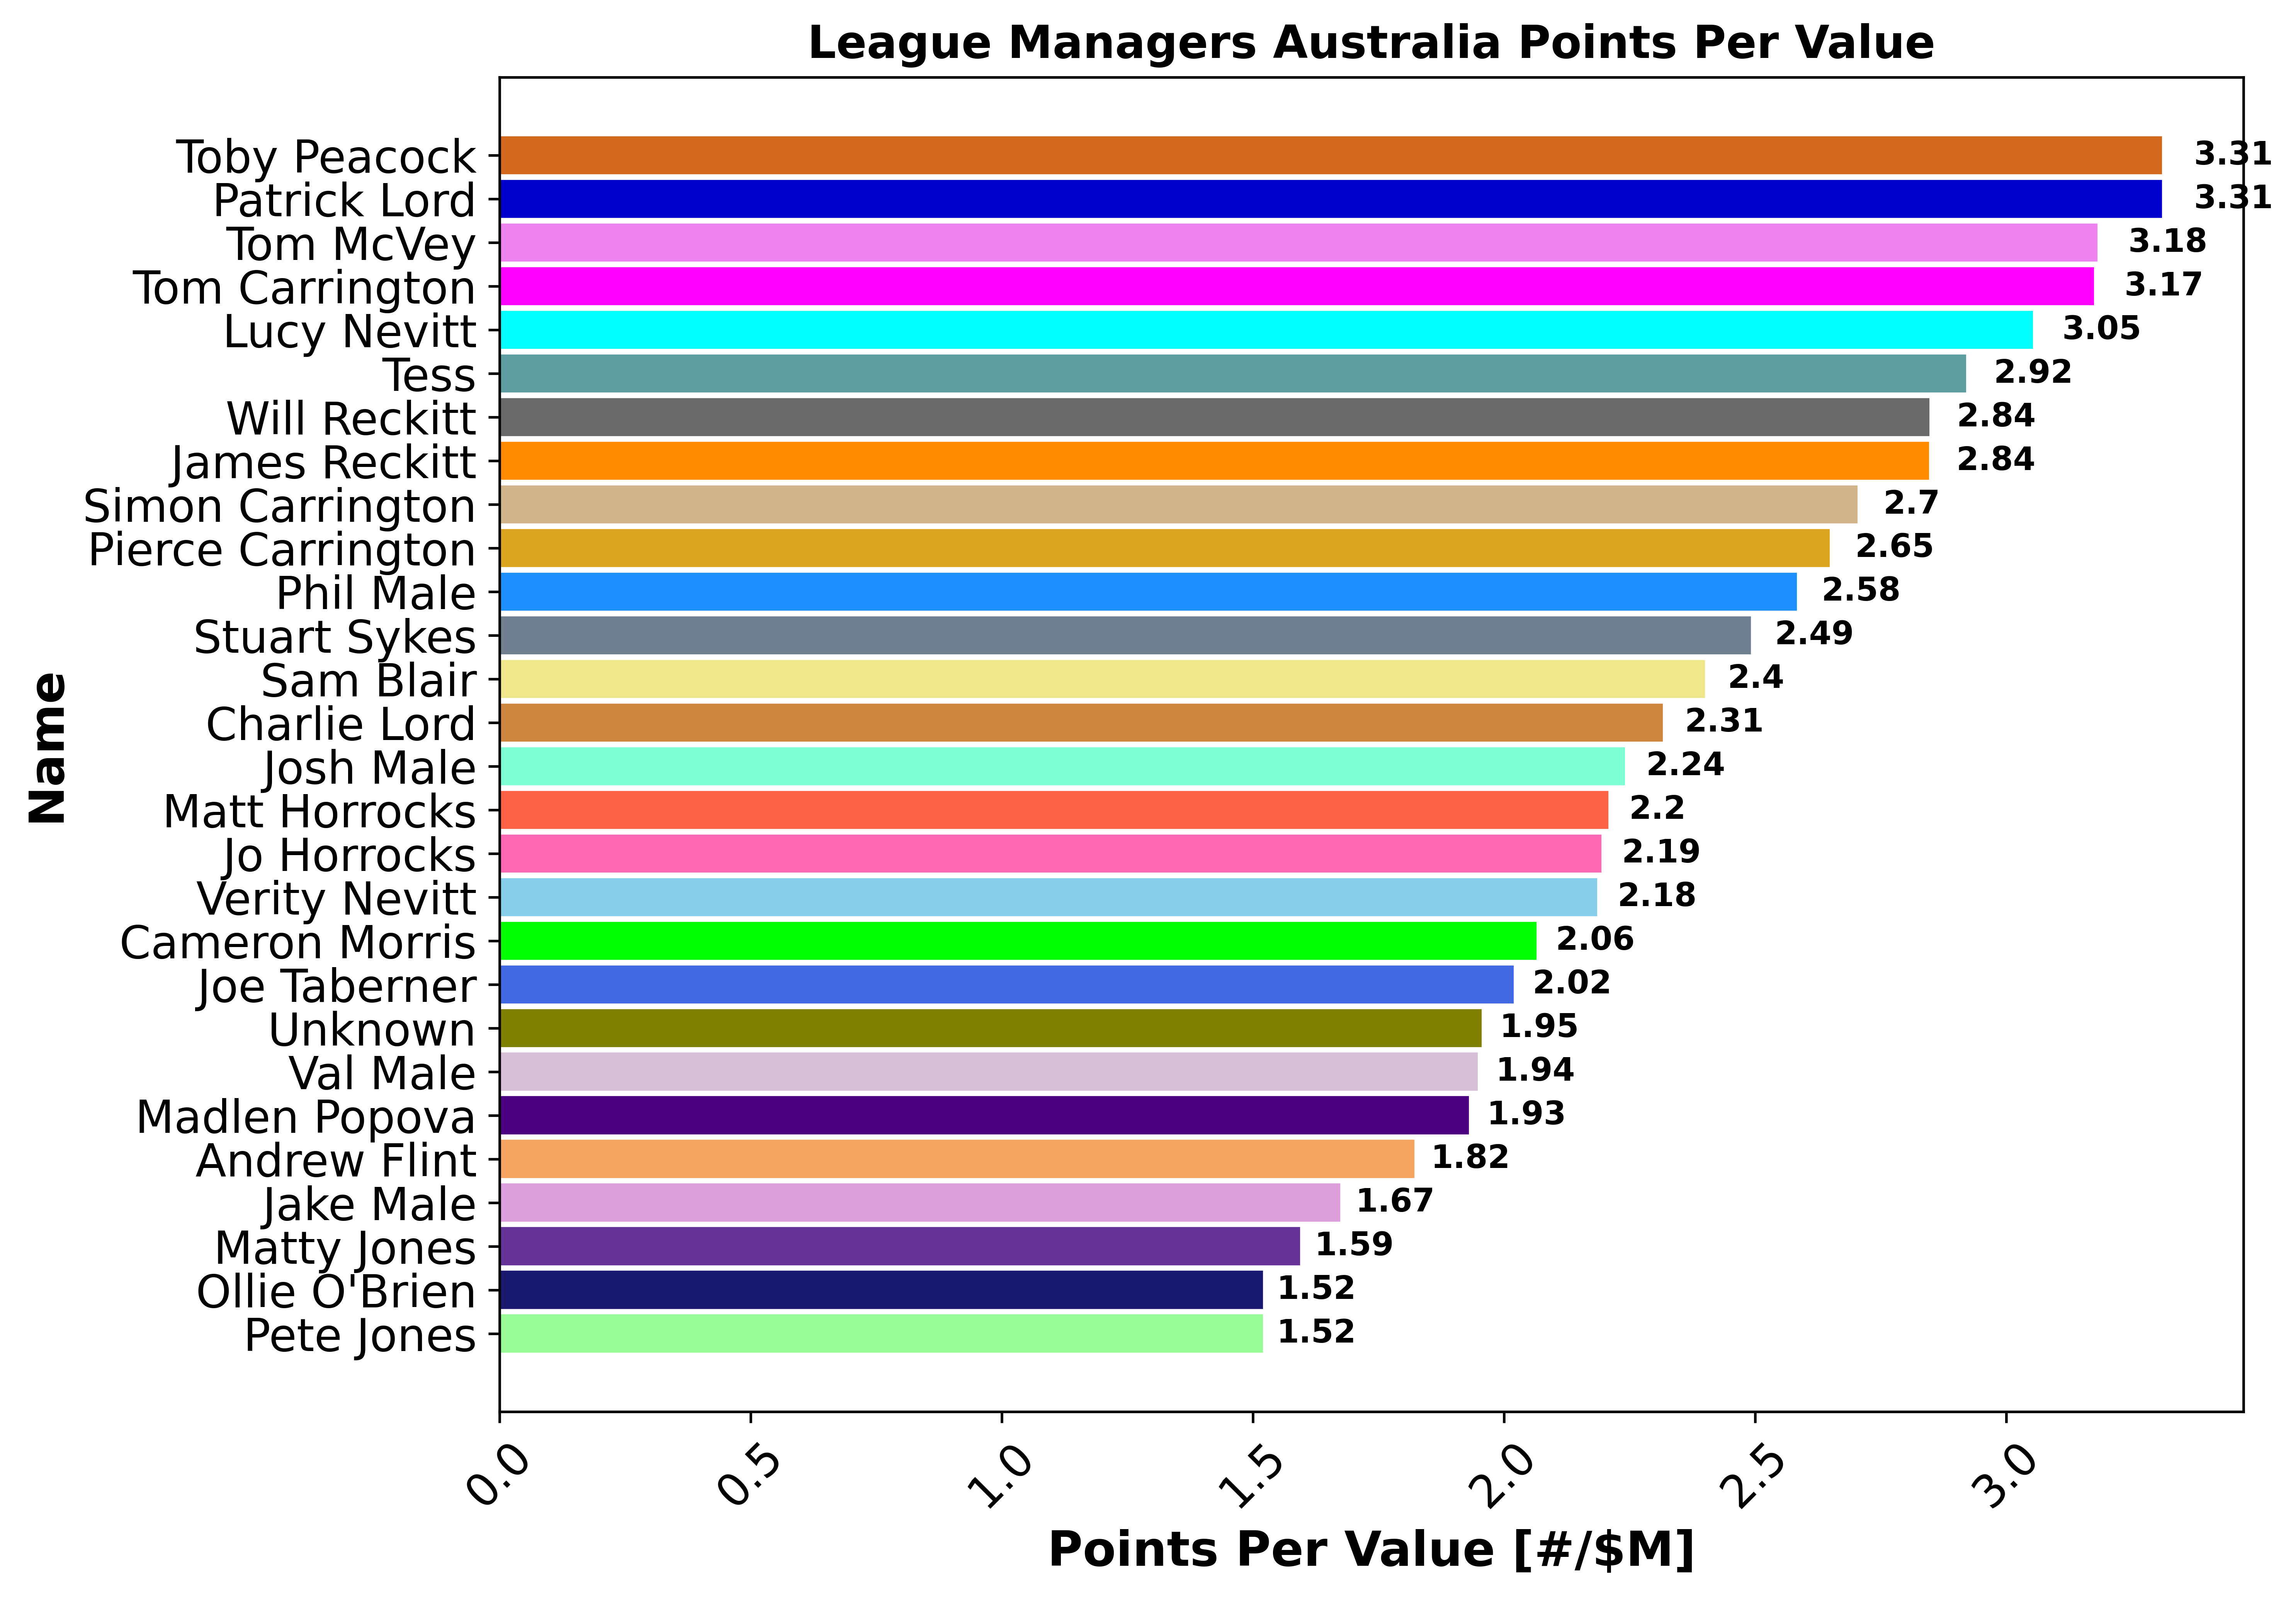 League Managers Australia Points Per Value
Name
Toby Peacock 3.31
Patrick Lord 3.31
Tom McVey 3.18
Tom Carrington 3.17
Lucy Nevitt 3.05
Tess 2.92
Will Reckitt 2.84
James Reckitt 2.84
Simon Carrington 2.7
Pierce Carrington 2.65
Phil Male 2.58
Stuart Sykes 2.49
Sam Blair 2.4
Charlie Lord 2.31
Josh Male 2.24
Matt Horrocks 2.2
Jo Horrocks 2.19
Verity Nevitt 2.18
Cameron Morris 2.06
Joe Taberner 2.02
Unknown 1.95
Val Male 1.94
Madlen Popova 1.93
Andrew Flint 1.82
Jake Male 1.67
Matty Jones 1.59
Ollie O'Brien 1.52
Pete Jones 1.52
0.0 0.5 1.0 1.5 2.0 2.5 3.0
Points Per Value [#/$M]